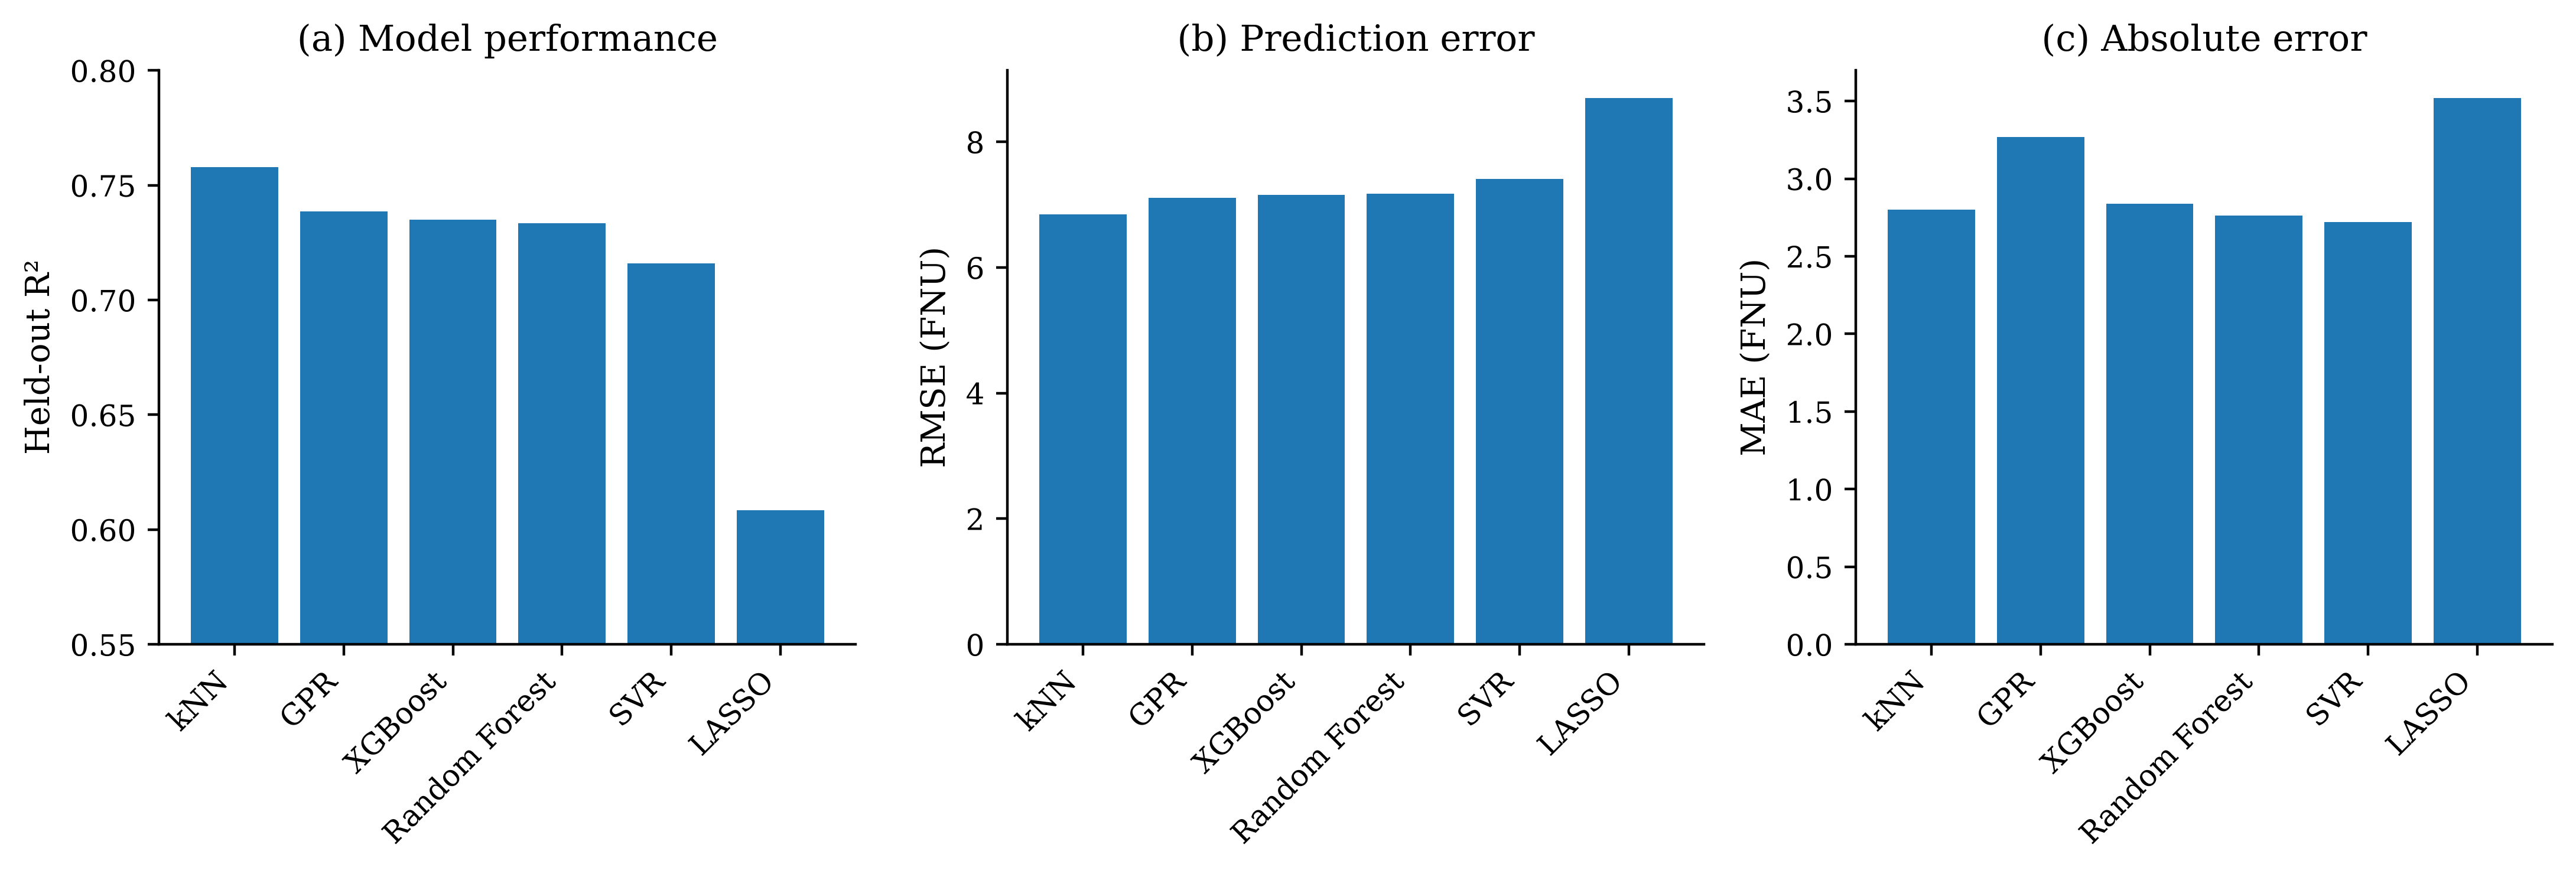 (a) Model performance
Held-out R²
0.80
0.75
0.70
0.65
0.60
0.55
kNN
GPR
XGBoost
Random Forest
SVR
LASSO
(b) Prediction error
RMSE (FNU)
8
6
4
2
0
kNN
GPR
XGBoost
Random Forest
SVR
LASSO
(c) Absolute error
MAE (FNU)
3.5
3.0
2.5
2.0
1.5
1.0
0.5
0.0
kNN
GPR
XGBoost
Random Forest
SVR
LASSO